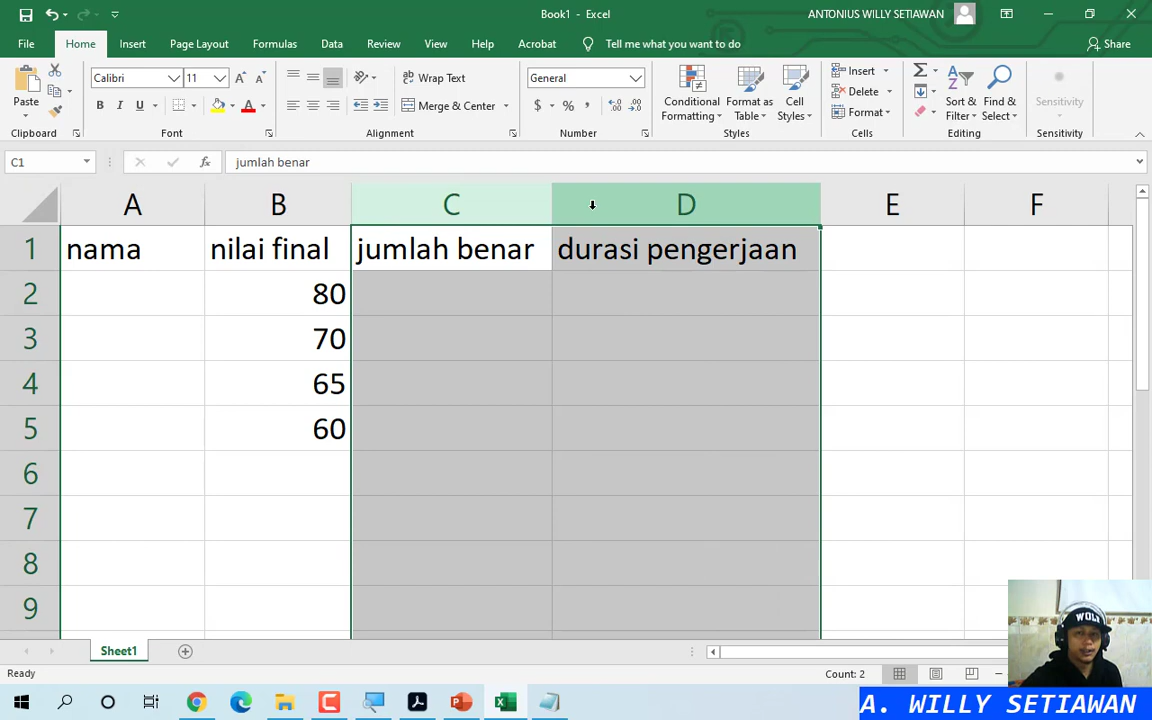 Book1 - Excel
ANTONIUS WILLY SETIAWAN
File Home Insert Page Layout Formulas Data Review View Help Acrobat Tell me what you want to do Share
Paste
Calibri 11
B I U
A A
Wrap Text
Merge & Center
General
$ % ,
Conditional Formatting
Format as Table
Cell Styles
Insert
Delete
Format
Sort & Filter
Find & Select
Sensitivity
Clipboard Font Alignment Number Styles Cells Editing Sensitivity
C1 fx jumlah benar
A B C D E F
1 nama nilai final jumlah benar durasi pengerjaan
2 80
3 70
4 65
5 60
6
7
8
9
WOLF
Sheet1
Ready Count: 2
A. WILLY SETIAWAN